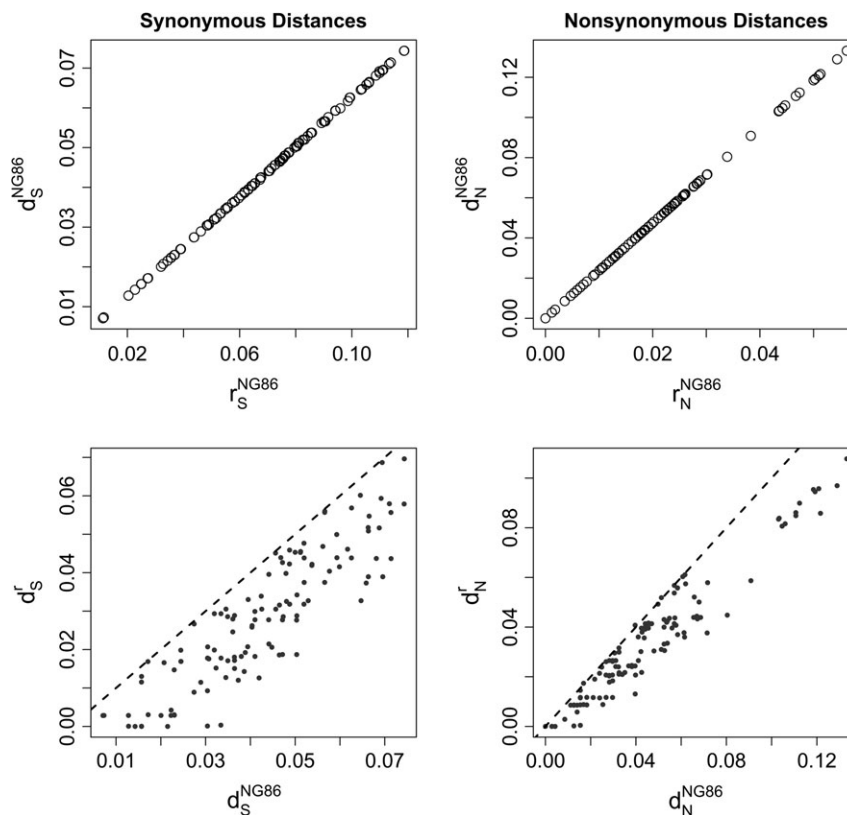 Synonymous Distances
d_S^NG86
0.01 0.03 0.05 0.07
0.02 0.06 0.10
r_S^NG86
Nonsynonymous Distances
d_N^NG86
0.00 0.04 0.08 0.12
0.00 0.02 0.04
r_N^NG86
d_S^r
0.00 0.02 0.04 0.06
0.01 0.03 0.05 0.07
d_S^NG86
d_N^r
0.00 0.04 0.08
0.00 0.04 0.08 0.12
d_N^NG86